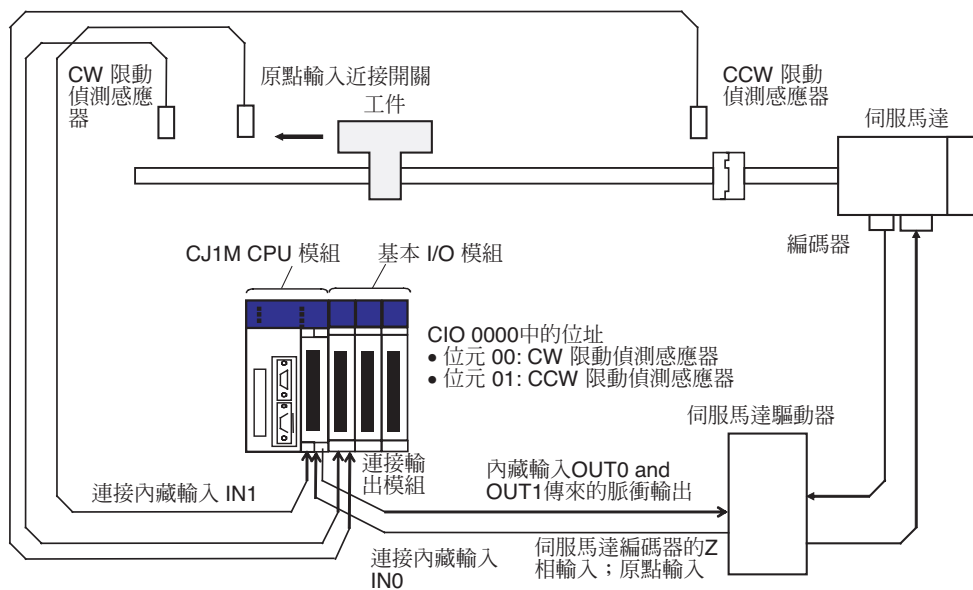 CW 限動
偵測感應
器
原點輸入近接開關
工件
CCW 限動
偵測感應器
伺服馬達
編碼器
CJ1M CPU 模組
基本 I/O 模組
CIO 0000中的位址
• 位元 00: CW 限動偵測感應器
• 位元 01: CCW 限動偵測感應器
伺服馬達驅動器
連接輸
出模組
內藏輸入OUT0 and
OUT1傳來的脈衝輸出
連接內藏輸入 IN1
連接內藏輸入
IN0
伺服馬達編碼器的Z
相輸入；原點輸入